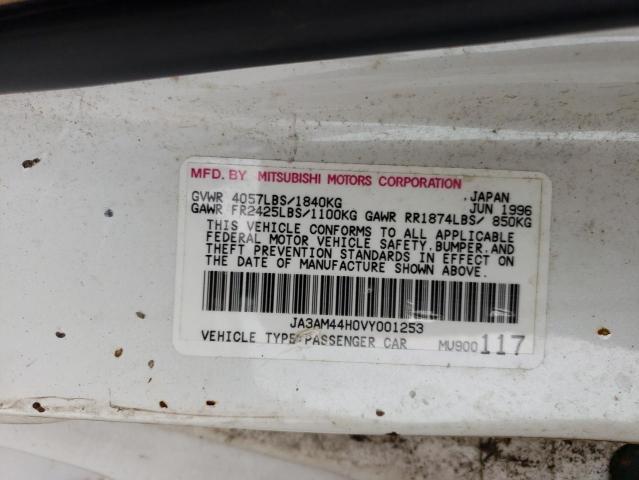 MFD. BY MITSUBISHI MOTORS CORPORATION
, JAPAN
GVWR 4057LBS/1840KG JUN 1996
GAWR FR2425LBS/1100KG GAWR RR1874LBS/ 850KG
THIS VEHICLE CONFORMS TO ALL APPLICABLE
FEDERAL MOTOR VEHICLE SAFETY,BUMPER,AND
THEFT PREVENTION STANDARDS IN EFFECT ON
THE DATE OF MANUFACTURE SHOWN ABOVE.
JA3AM44H0VY001253
VEHICLE TYPE:PASSENGER CAR MU900117